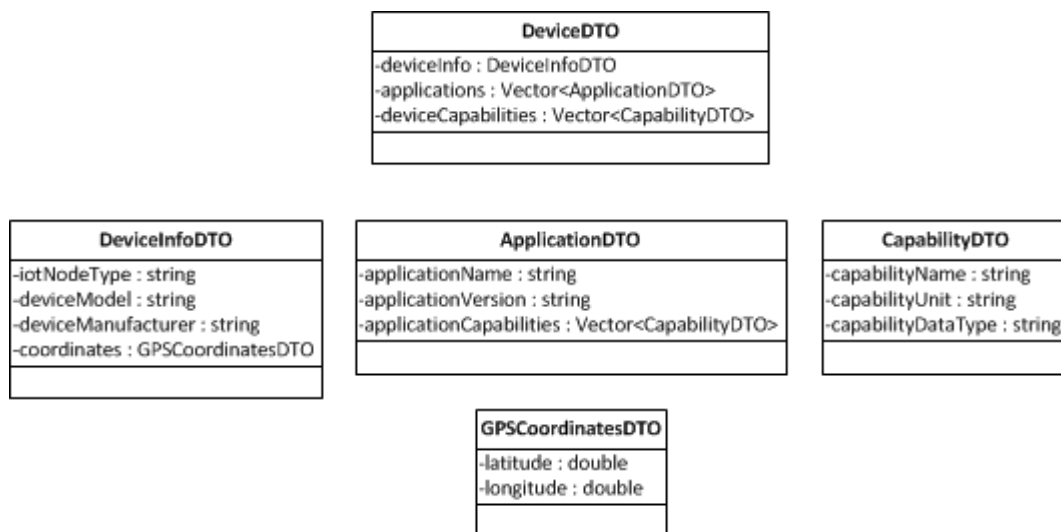 DeviceDTO
-deviceInfo : DeviceInfoDTO
-applications : Vector<ApplicationDTO>
-deviceCapabilities : Vector<CapabilityDTO>
DeviceInfoDTO
-iotNodeType : string
-deviceModel : string
-deviceManufacturer : string
-coordinates : GPSCoordinatesDTO
ApplicationDTO
-applicationName : string
-applicationVersion : string
-applicationCapabilities : Vector<CapabilityDTO>
CapabilityDTO
-capabilityName : string
-capabilityUnit : string
-capabilityDataType : string
GPSCoordinatesDTO
-latitude : double
-longitude : double